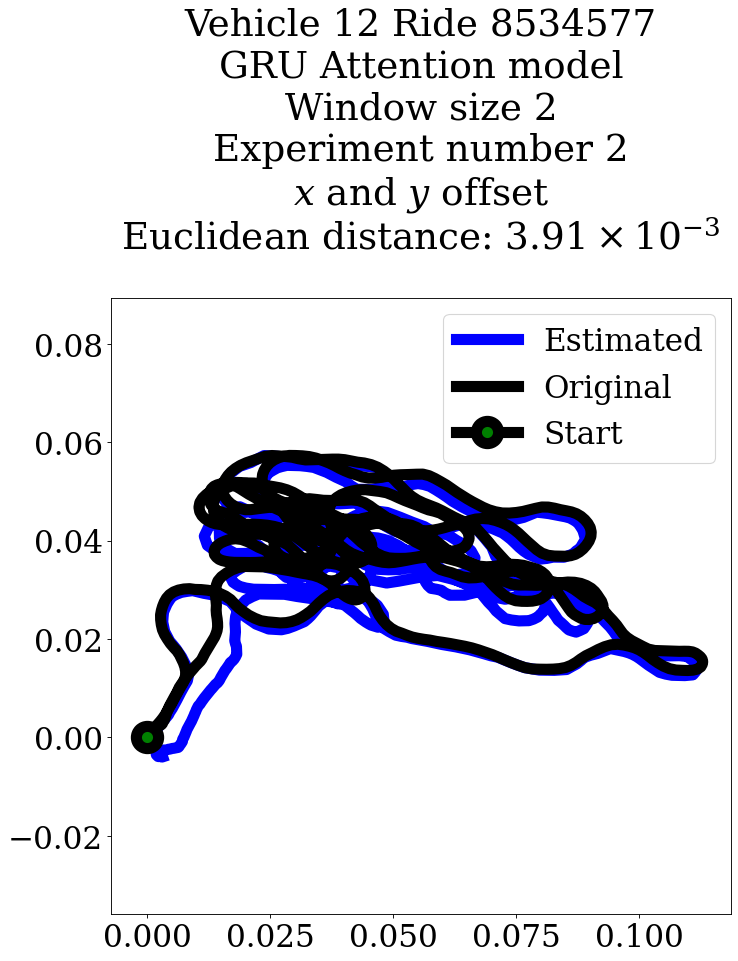 Vehicle 12 Ride 8534577
GRU Attention model
Window size 2
Experiment number 2
x and y offset
Euclidean distance: 3.91 × 10⁻³
Estimated
Original
Start
0.08
0.06
0.04
0.02
0.00
−0.02
0.000 0.025 0.050 0.075 0.100